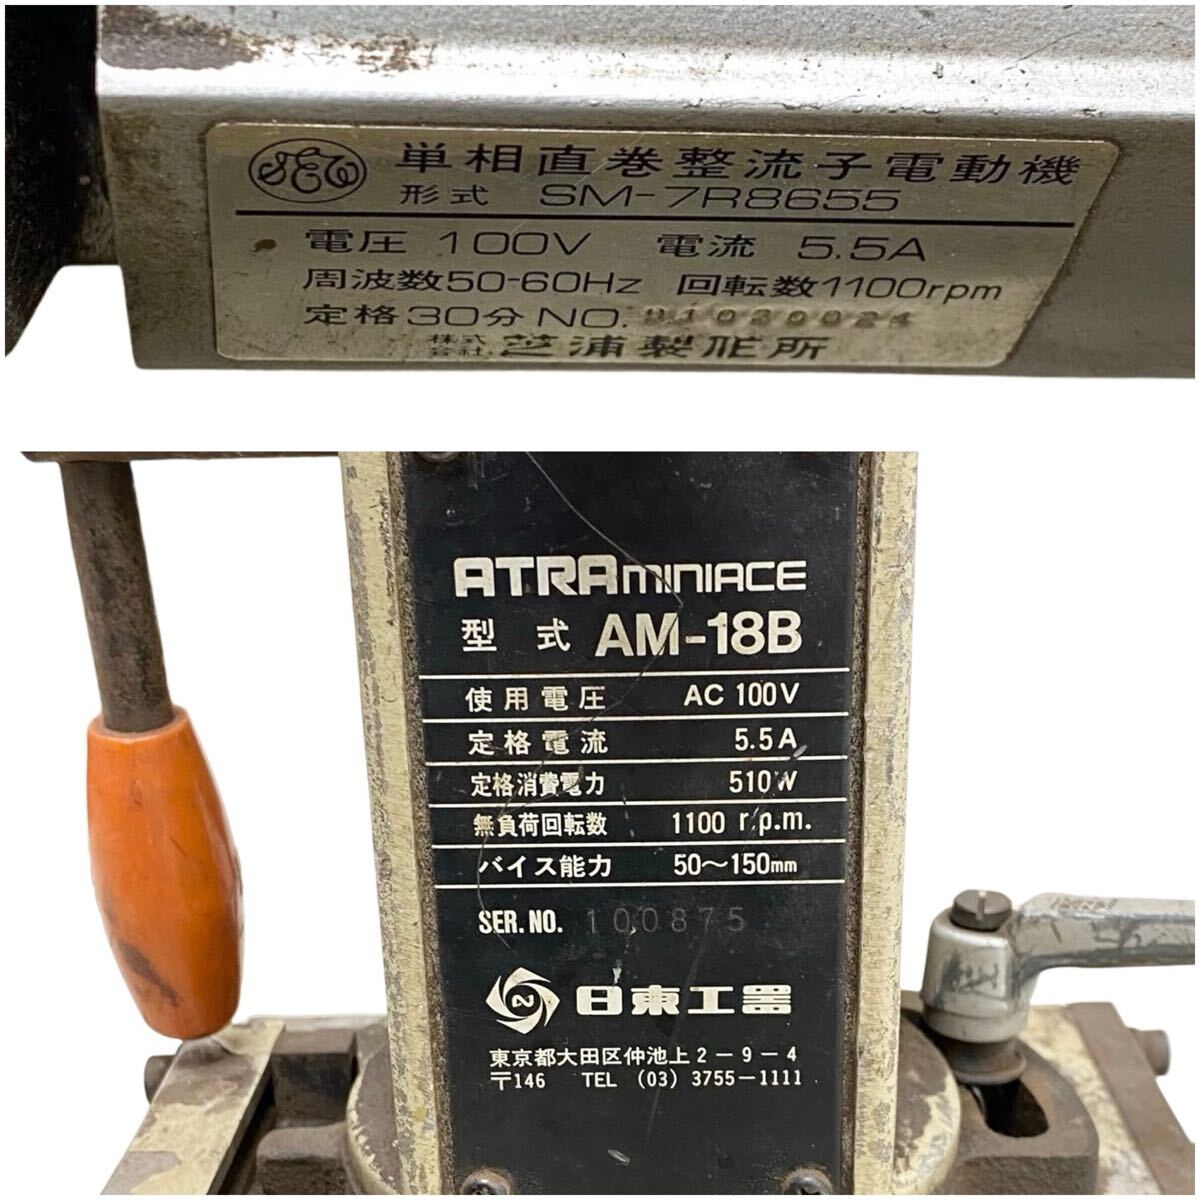 SEW 単相直巻整流子電動機
形式 SM-7R8655
電圧 100V 電流 5.5A
周波数50-60Hz 回転数1100rpm
定格30分 NO. 91030024
株式会社 芝浦製作所
ATRA MINIACE
型式 AM-18B
使用電圧 AC 100V
定格電流 5.5A
定格消費電力 510W
無負荷回転数 1100 r.p.m.
バイス能力 50〜150mm
SER.NO. 100875
2 日東工器
東京都大田区仲池上2-9-4
〒146 TEL (03) 3755-1111